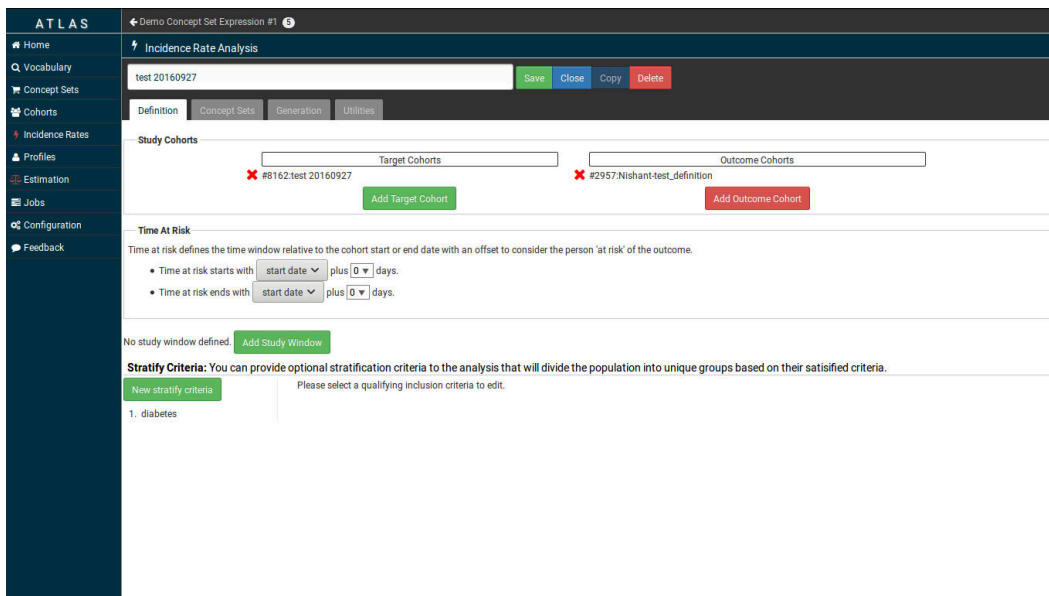 ATLAS
Home
Vocabulary
Concept Sets
Cohorts
Incidence Rates
Profiles
Estimation
Jobs
Configuration
Feedback
Demo Concept Set Expression #1 5
Incidence Rate Analysis
test 20160927
Save Close Copy Delete
Definition Concept Sets Generation Utilities
Study Cohorts
Target Cohorts Outcome Cohorts
#8162:test 20160927 #2957:Nishant-test_definition
Add Target Cohort Add Outcome Cohort
Time At Risk
Time at risk defines the time window relative to the cohort start or end date with an offset to consider the person 'at risk' of the outcome.
• Time at risk starts with start date plus 0 days.
• Time at risk ends with start date plus 0 days.
No study window defined. Add Study Window
Stratify Criteria: You can provide optional stratification criteria to the analysis that will divide the population into unique groups based on their satisified criteria.
New stratify criteria Please select a qualifying inclusion criteria to edit.
1. diabetes